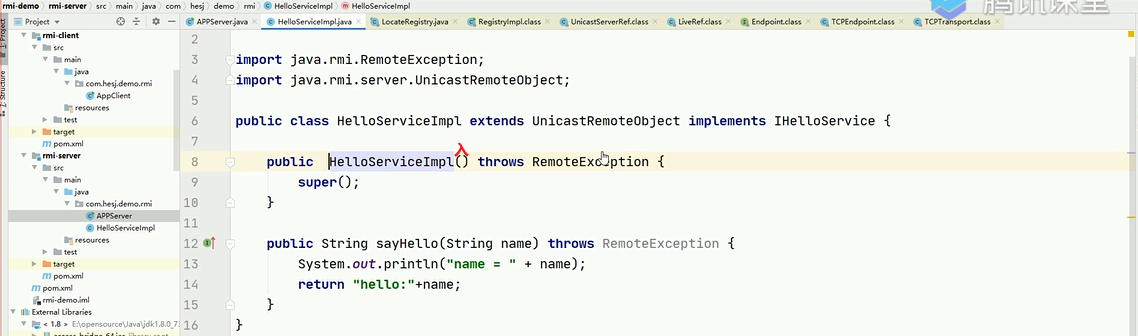 rmi-demo rmi-server src main java com hesj demo rmi HelloServiceImpl HelloServiceImpl
腾讯课堂
Project
APPServer.java HelloServiceImpl.java LocateRegistry.java RegistryImpl.class UnicastServerRef.class LiveRef.class Endpoint.class TCPEndpoint.class TCPTransport.class
1: Project
7: Structure
rmi-client
src
main
java
com.hesj.demo.rmi
AppClient
resources
test
target
pom.xml
rmi-server
src
main
java
com.hesj.demo.rmi
APPServer
HelloServiceImpl
resources
test
target
pom.xml
pom.xml
rmi-demo.iml
External Libraries
< 1.8 > E:\opensource\Java\jdk1.8.0_7
2
3 import java.rmi.RemoteException;
4 import java.rmi.server.UnicastRemoteObject;
5
6 public class HelloServiceImpl extends UnicastRemoteObject implements IHelloService {
7
8 public HelloServiceImpl() throws RemoteException {
9 super();
10 }
11
12 public String sayHello(String name) throws RemoteException {
13 System.out.println("name = " + name);
14 return "hello:"+name;
15 }
16 }